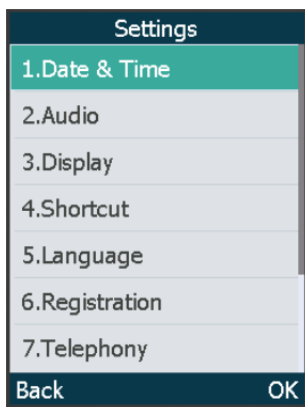 Settings
1.Date & Time
2.Audio
3.Display
4.Shortcut
5.Language
6.Registration
7.Telephony
Back OK